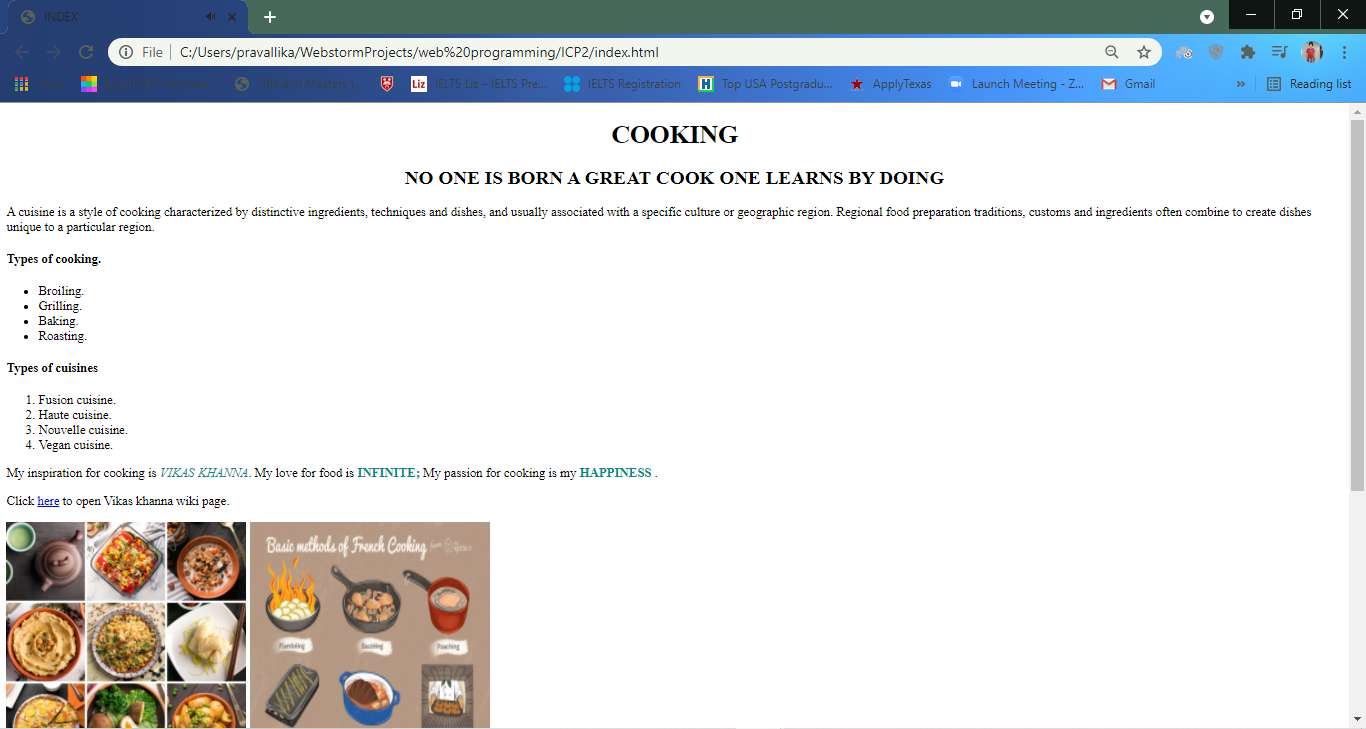 INDEX
File
C:/Users/pravallika/WebstormProjects/web%20programming/ICP2/index.html
Liz IELTS Liz – IELTS Pre...
IELTS Registration
H Top USA Postgradu...
ApplyTexas
Launch Meeting - Z...
Gmail
»
Reading list
COOKING
NO ONE IS BORN A GREAT COOK ONE LEARNS BY DOING
A cuisine is a style of cooking characterized by distinctive ingredients, techniques and dishes, and usually associated with a specific culture or geographic region. Regional food preparation traditions, customs and ingredients often combine to create dishes
unique to a particular region.
Types of cooking.
• Broiling.
• Grilling.
• Baking.
• Roasting.
Types of cuisines
1. Fusion cuisine.
2. Haute cuisine.
3. Nouvelle cuisine.
4. Vegan cuisine.
My inspiration for cooking is VIKAS KHANNA. My love for food is INFINITE; My passion for cooking is my HAPPINESS .
Click here to open Vikas khanna wiki page.
Basic methods of French Cooking
Flambéing
Sautéing
Poaching